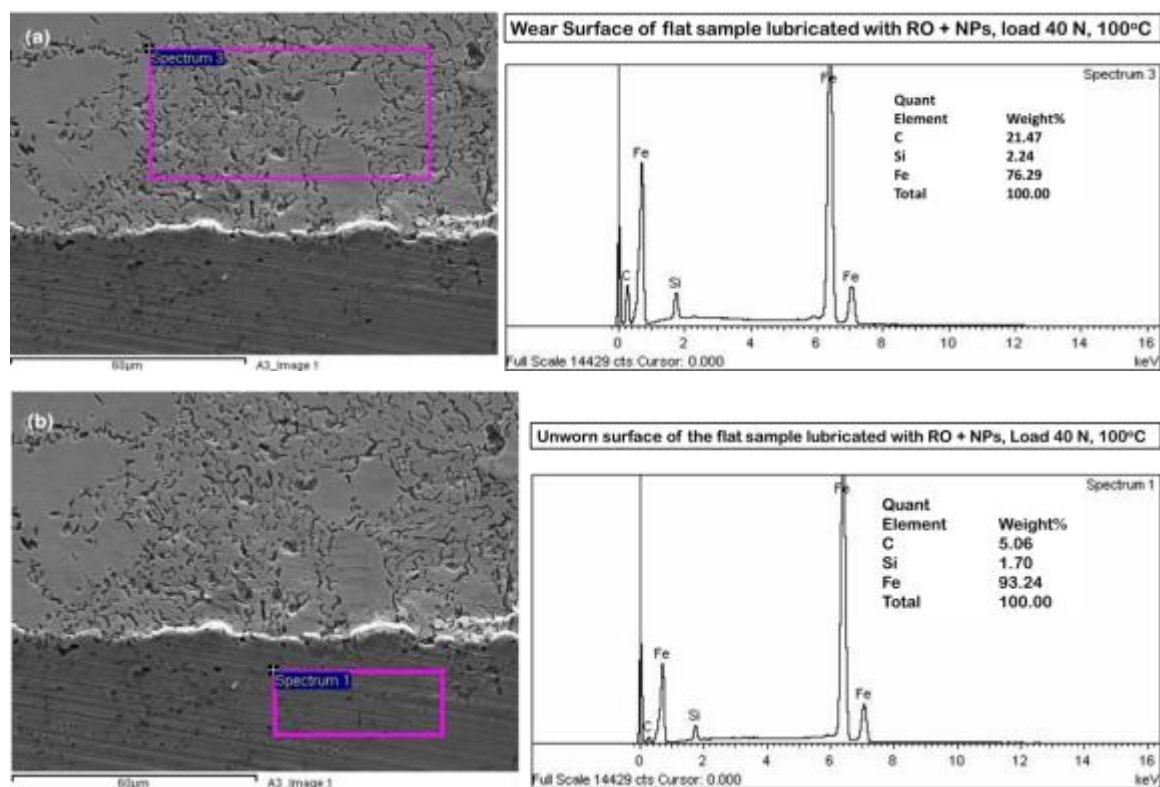 (a)
Spectrum 3
60µm
A3_Image 1
Wear Surface of flat sample lubricated with RO + NPs, load 40 N, 100°C
Spectrum 3
Fe
Quant
Element Weight%
C 21.47
Si 2.24
Fe 76.29
Total 100.00
Fe
C
Si
Fe
0 2 4 6 8 10 12 14 16
Full Scale 14429 cts Cursor: 0.000 keV
(b)
Spectrum 1
60µm
A3_Image 1
Unworn surface of the flat sample lubricated with RO + NPs, Load 40 N, 100°C
Spectrum 1
Fe
Quant
Element Weight%
C 5.06
Si 1.70
Fe 93.24
Total 100.00
Fe
C
Si
Fe
0 2 4 6 8 10 12 14 16
Full Scale 14429 cts Cursor: 0.000 keV